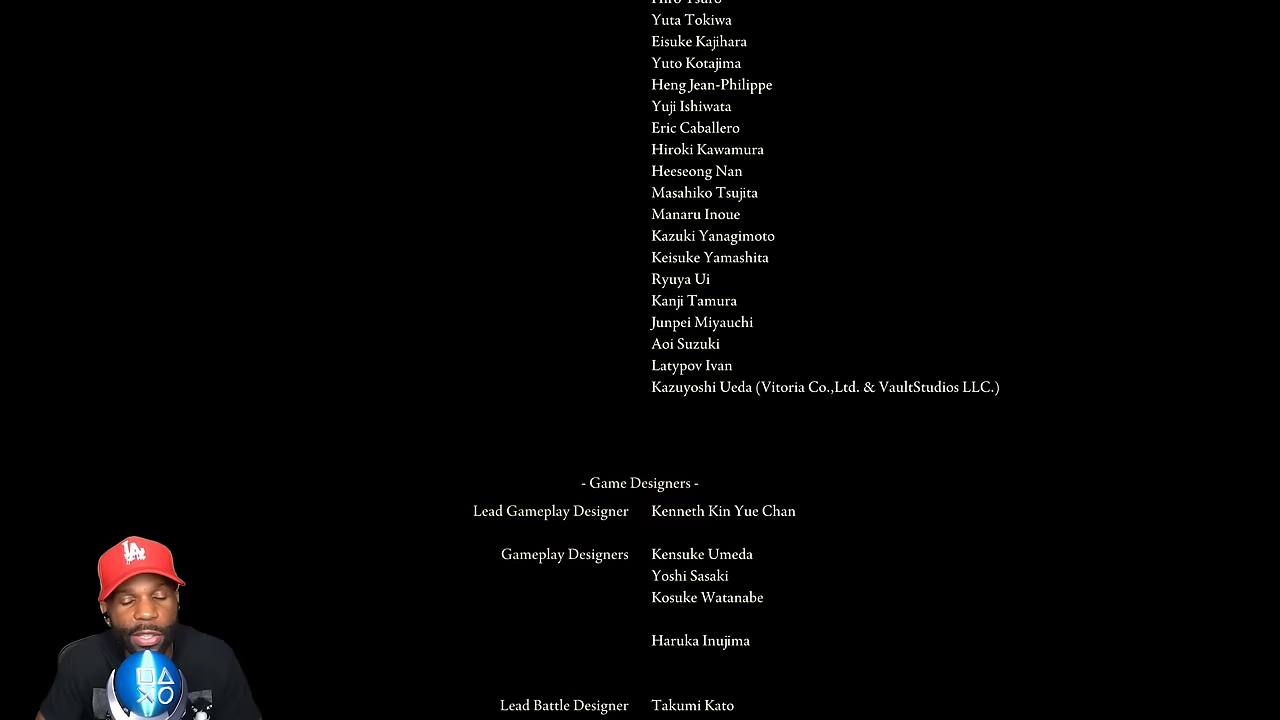 Yuta Tokiwa
Eisuke Kajihara
Yuto Kotajima
Heng Jean-Philippe
Yuji Ishiwata
Eric Caballero
Hiroki Kawamura
Heeseong Nan
Masahiko Tsujita
Manaru Inoue
Kazuki Yanagimoto
Keisuke Yamashita
Ryuya Ui
Kanji Tamura
Junpei Miyauchi
Aoi Suzuki
Latypov Ivan
Kazuyoshi Ueda (Vitoria Co.,Ltd. & VaultStudios LLC.)
- Game Designers -
Lead Gameplay Designer Kenneth Kin Yue Chan
Gameplay Designers Kensuke Umeda
Yoshi Sasaki
Kosuke Watanabe
Haruka Inujima
LA
Lead Battle Designer Takumi Kato